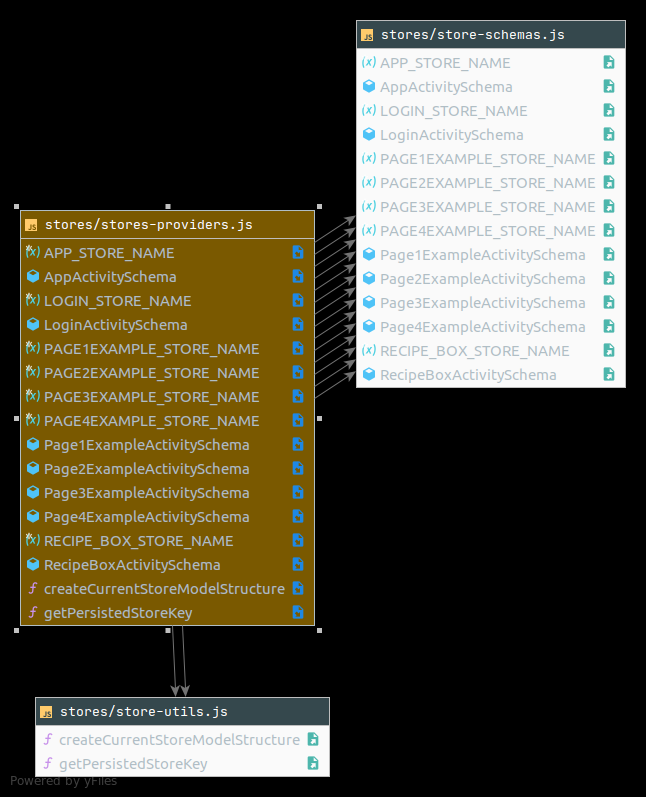 stores/store-schemas.js
APP_STORE_NAME
AppActivitySchema
LOGIN_STORE_NAME
LoginActivitySchema
PAGE1EXAMPLE_STORE_NAME
PAGE2EXAMPLE_STORE_NAME
PAGE3EXAMPLE_STORE_NAME
PAGE4EXAMPLE_STORE_NAME
Page1ExampleActivitySchema
Page2ExampleActivitySchema
Page3ExampleActivitySchema
Page4ExampleActivitySchema
RECIPE_BOX_STORE_NAME
RecipeBoxActivitySchema
stores/stores-providers.js
APP_STORE_NAME
AppActivitySchema
LOGIN_STORE_NAME
LoginActivitySchema
PAGE1EXAMPLE_STORE_NAME
PAGE2EXAMPLE_STORE_NAME
PAGE3EXAMPLE_STORE_NAME
PAGE4EXAMPLE_STORE_NAME
Page1ExampleActivitySchema
Page2ExampleActivitySchema
Page3ExampleActivitySchema
Page4ExampleActivitySchema
RECIPE_BOX_STORE_NAME
RecipeBoxActivitySchema
createCurrentStoreModelStructure
getPersistedStoreKey
stores/store-utils.js
createCurrentStoreModelStructure
getPersistedStoreKey
Powered by yFiles